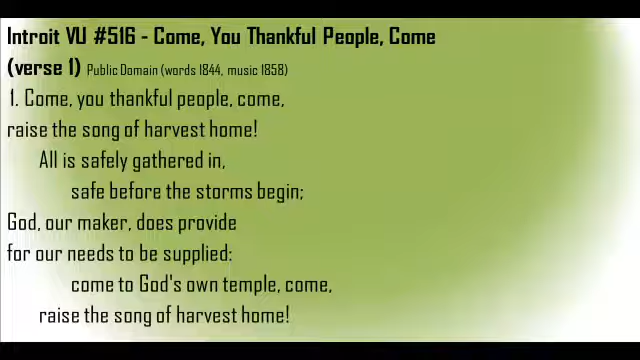 Introit VU #516 - Come, You Thankful People, Come
(verse 1) Public Domain (words 1844, music 1858)
1. Come, you thankful people, come,
raise the song of harvest home!
All is safely gathered in,
safe before the storms begin;
God, our maker, does provide
for our needs to be supplied:
come to God's own temple, come,
raise the song of harvest home!